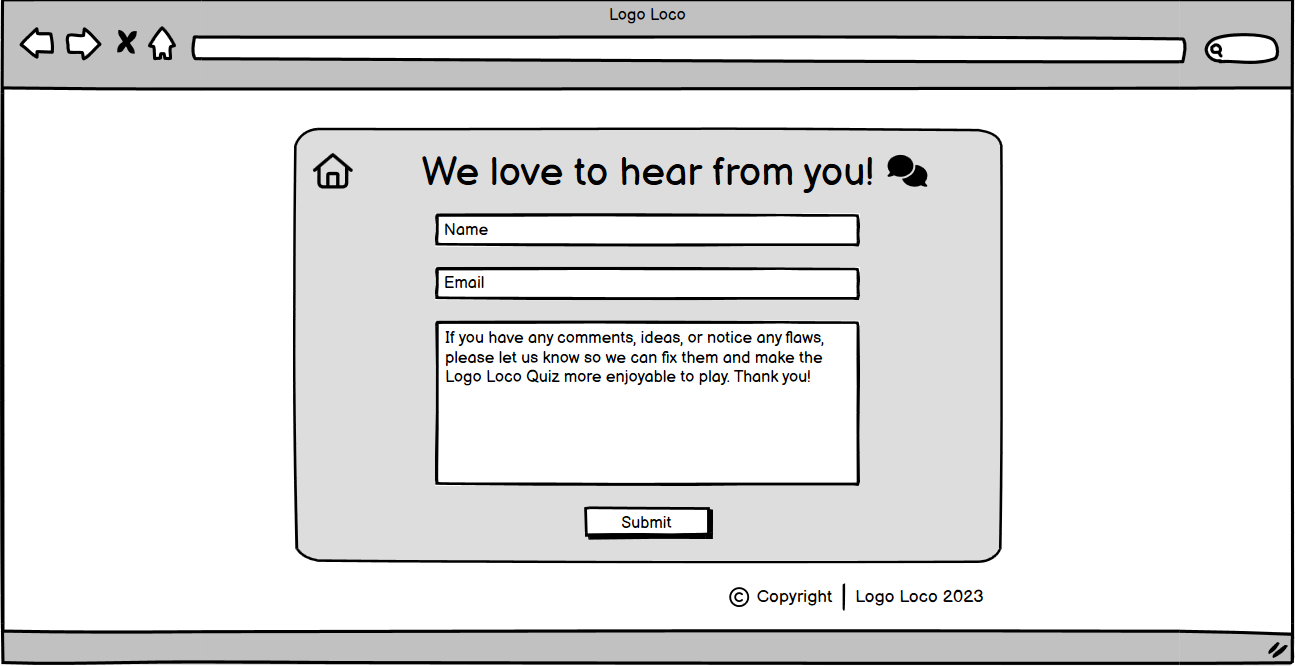 Logo Loco
We love to hear from you!
Name
Email
If you have any comments, ideas, or notice any flaws,
please let us know so we can fix them and make the
Logo Loco Quiz more enjoyable to play. Thank you!
Submit
© Copyright | Logo Loco 2023